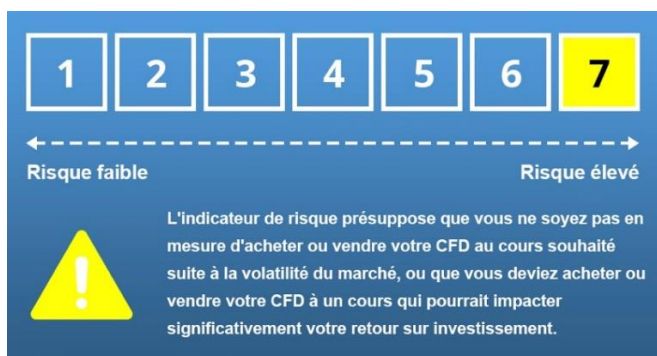 1 2 3 4 5 6 7
Risque faible Risque élevé
L'indicateur de risque présuppose que vous ne soyez pas en
mesure d'acheter ou vendre votre CFD au cours souhaité
suite à la volatilité du marché, ou que vous deviez acheter ou
vendre votre CFD à un cours qui pourrait impacter
significativement votre retour sur investissement.